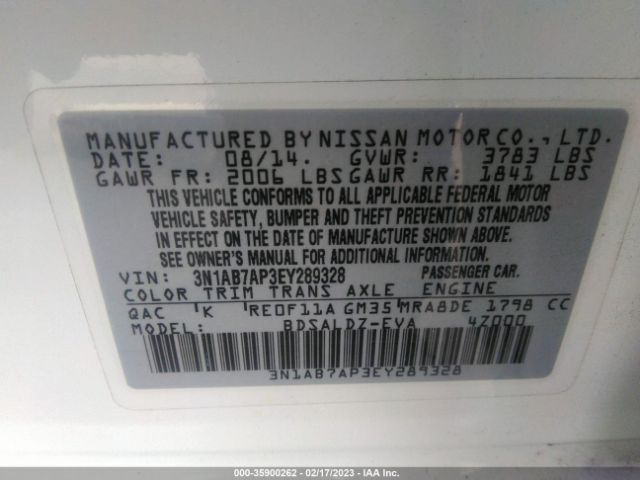 MANUFACTURED BY NISSAN MOTOR CO., LTD.
DATE: 08/14. GVWR: 3783 LBS
GAWR FR: 2006 LBS GAWR RR: 1841 LBS
THIS VEHICLE CONFORMS TO ALL APPLICABLE FEDERAL MOTOR
VEHICLE SAFETY, BUMPER AND THEFT PREVENTION STANDARDS
IN EFFECT ON THE DATE OF MANUFACTURE SHOWN ABOVE.
SEE OWNER'S MANUAL FOR ADDITIONAL INFORMATION.
VIN: 3N1AB7AP3EY289328 PASSENGER CAR.
COLOR TRIM TRANS AXLE ENGINE
QAC K RE0F11A GM35 MRA8DE 1798 CC
MODEL: BDSALDZ-EVA 4Z000
3N1AB7AP3EY289328
000-35900262 - 02/17/2023 - IAA Inc.